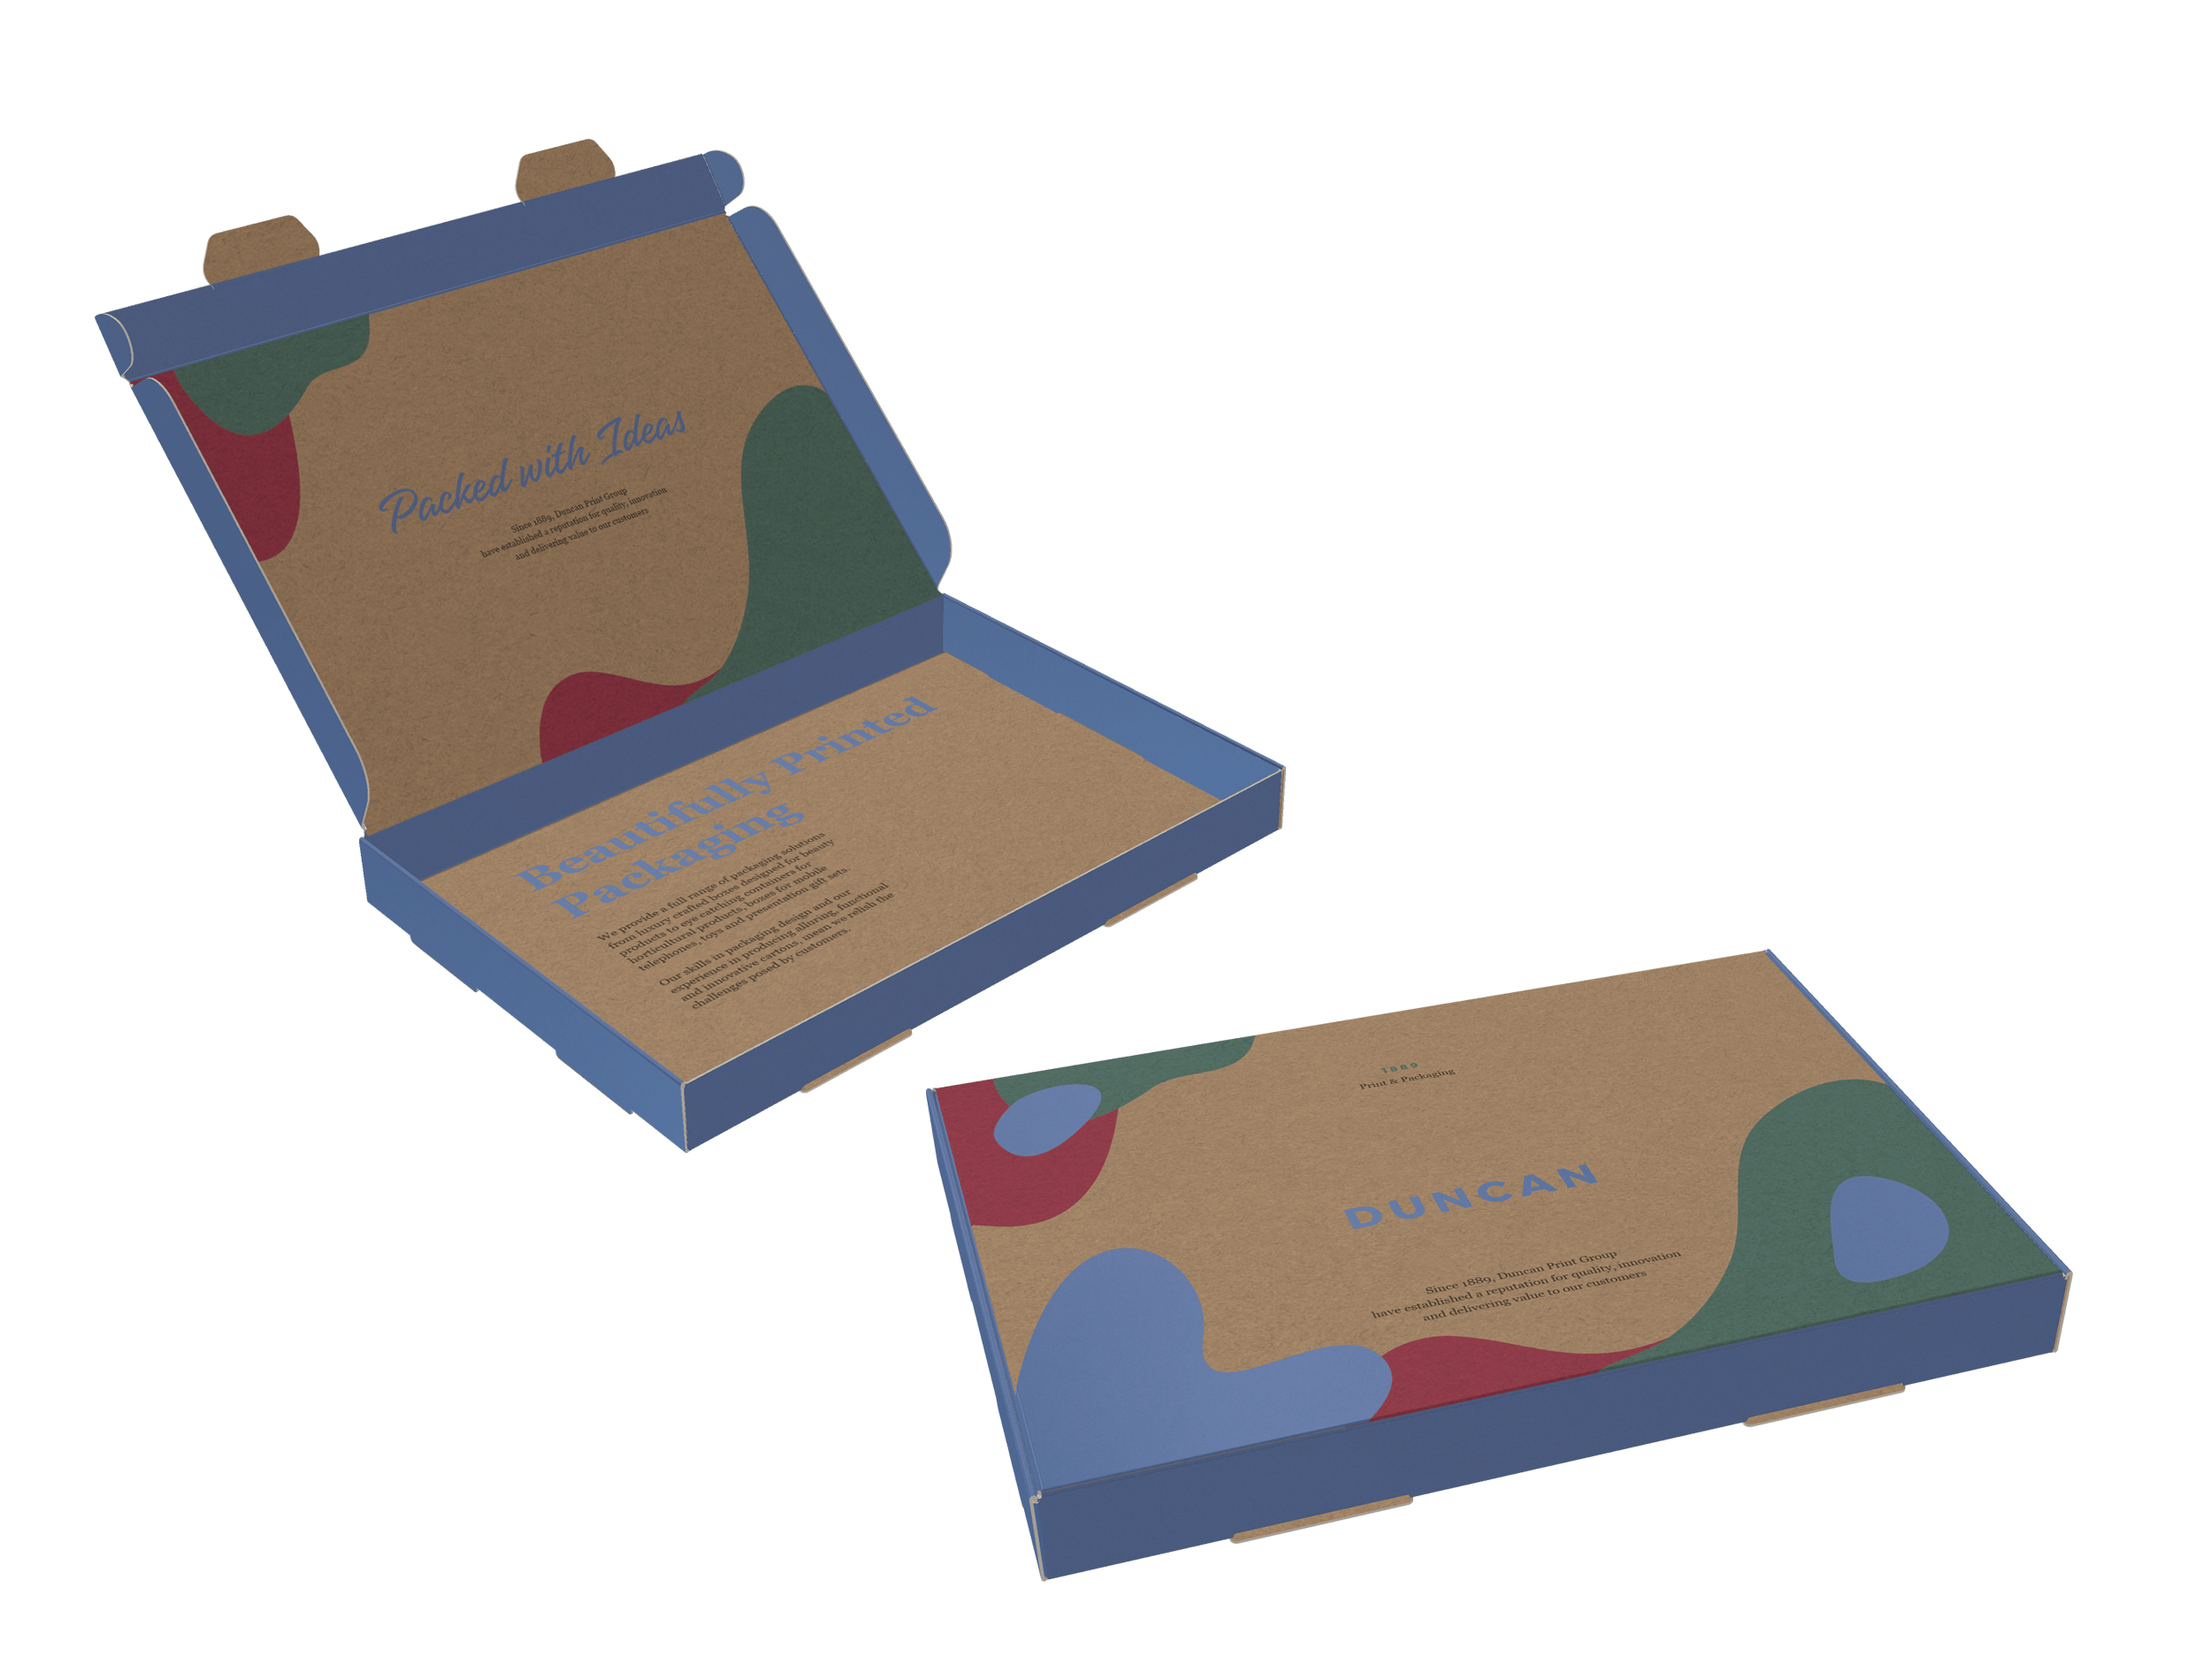 Packed with Ideas
Since 1889, Duncan Print Group
have established a reputation for quality, innovation
and delivering value to our customers
Beautifully Printed
Packaging
We provide a full range of packaging solutions
from luxury crafted boxes designed for beauty
products to eye catching containers for
horticultural products, boxes for mobile
telephones, toys and presentation gift sets.
Our skills in packaging design and our
experience in producing alluring, functional
and innovative cartons, mean we relish the
challenges posed by customers.
1889
Print & Packaging
DUNCAN
Since 1889, Duncan Print Group
have established a reputation for quality, innovation
and delivering value to our customers